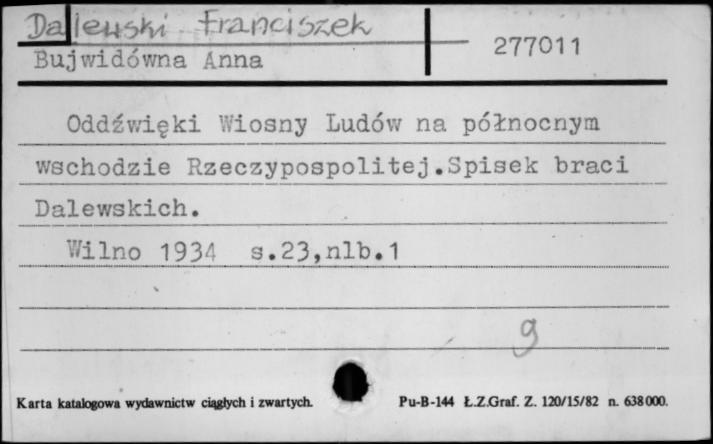 Dalewski Franciszek
Bujwidówna Anna
277011
Oddźwięki Wiosny Ludów na północnym
wschodzie Rzeczypospolitej.Spisek braci
Dalewskich.
Wilno 1934 s.23,nlb.1
9
Karta katalogowa wydawnictw ciągłych i zwartych. Pu-B-144 Ł.Z.Graf. Z. 120/15/82 n. 638000.